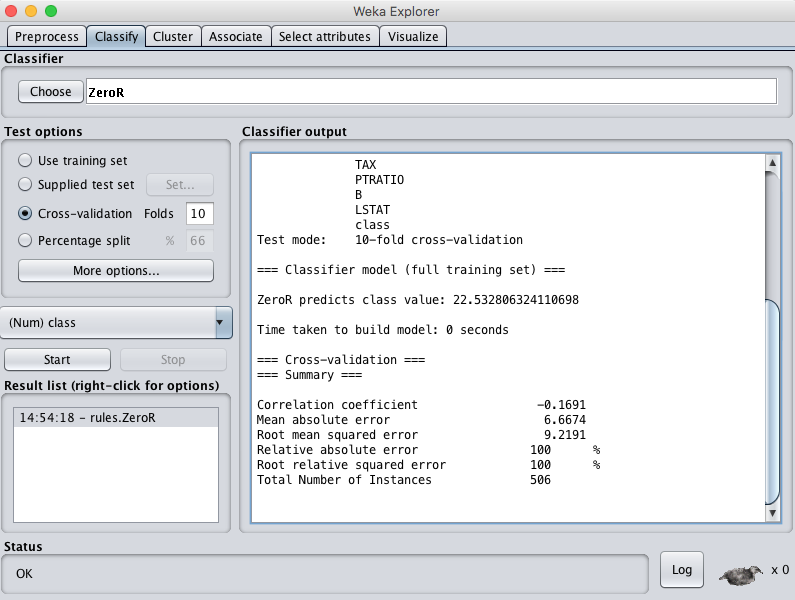 Weka Explorer
Preprocess Classify Cluster Associate Select attributes Visualize
Classifier
Choose ZeroR
Test options
Use training set
Supplied test set Set...
Cross-validation Folds 10
Percentage split % 66
More options...
(Num) class
Start Stop
Result list (right-click for options)
14:54:18 - rules.ZeroR
Classifier output
TAX
PTRATIO
B
LSTAT
class
Test mode: 10-fold cross-validation
=== Classifier model (full training set) ===
ZeroR predicts class value: 22.532806324110698
Time taken to build model: 0 seconds
=== Cross-validation ===
=== Summary ===
Correlation coefficient -0.1691
Mean absolute error 6.6674
Root mean squared error 9.2191
Relative absolute error 100 %
Root relative squared error 100 %
Total Number of Instances 506
Status
OK
Log x 0